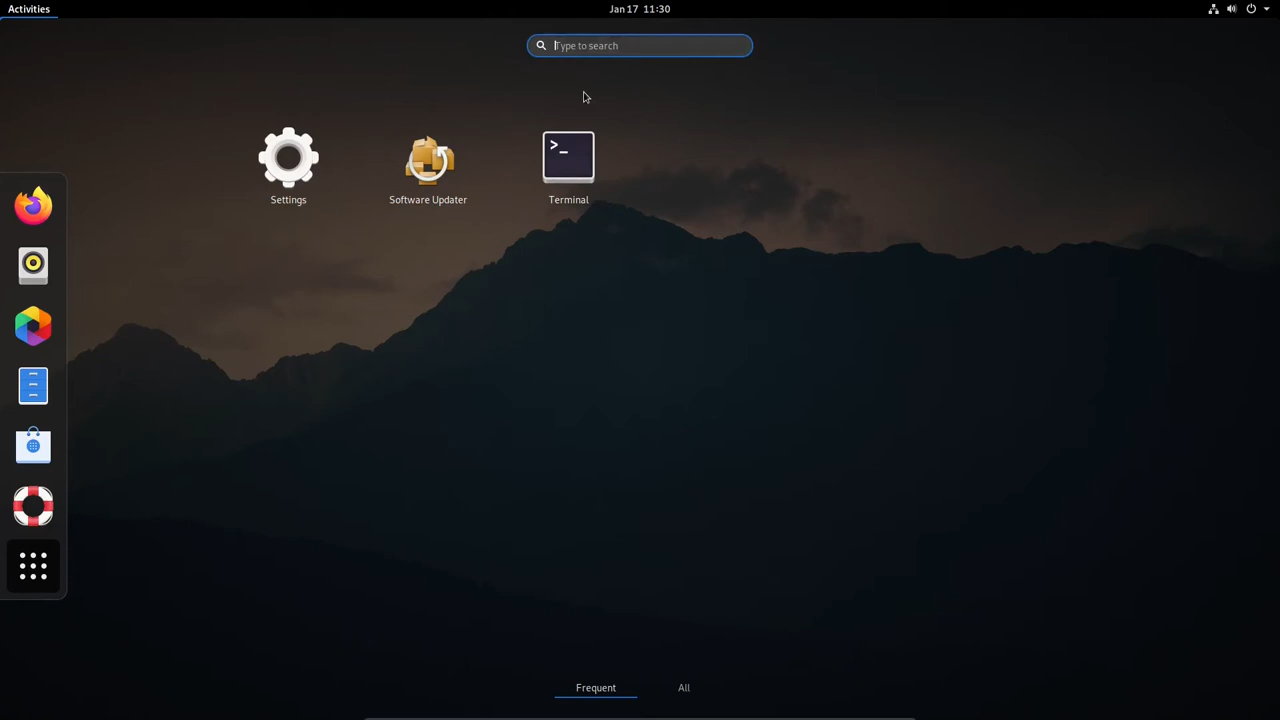 Activities
Jan 17 11:30
Type to search
>_
Settings
Software Updater
Terminal
Frequent
All